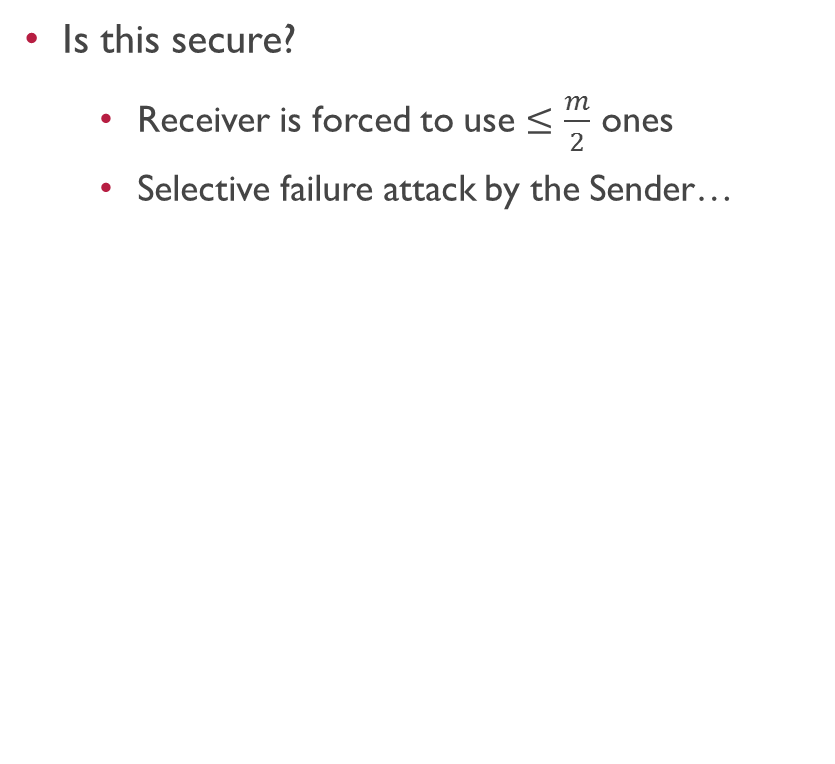 • Is this secure?
• Receiver is forced to use ≤ m/2 ones
• Selective failure attack by the Sender…